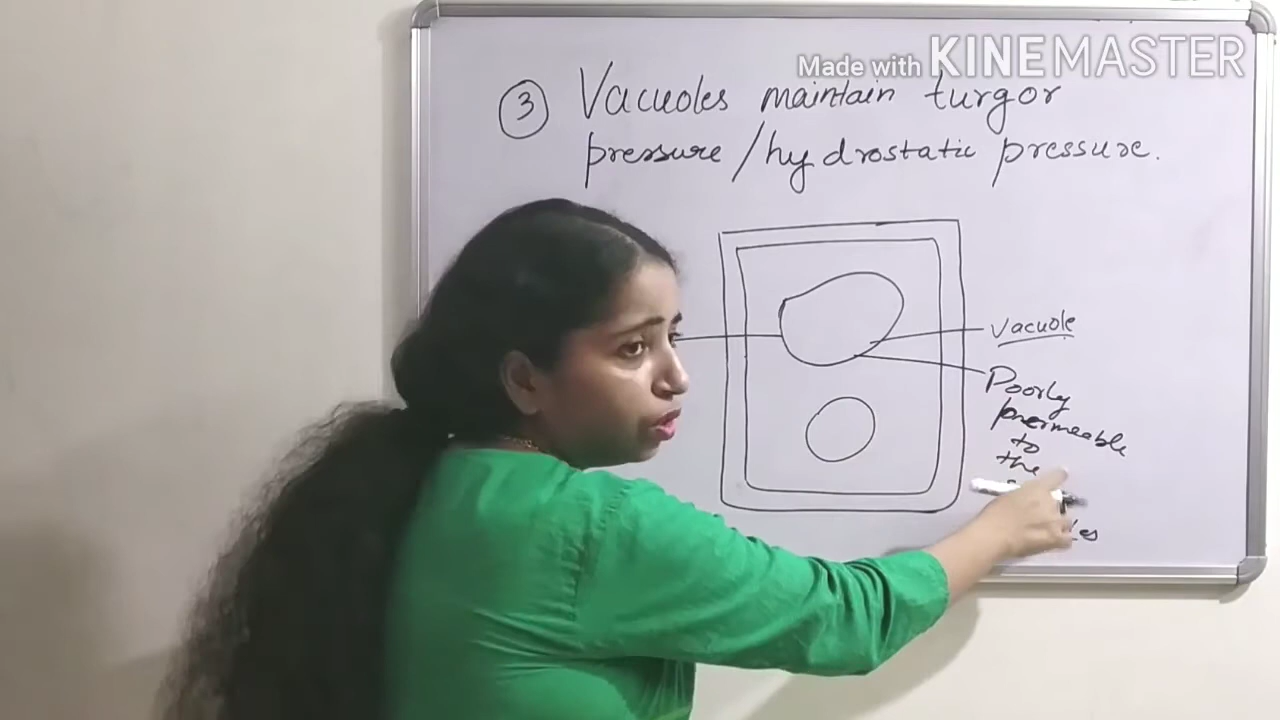 Made with KINEMASTER
③ Vacuoles maintain turgor
pressure/hydrostatic pressure.
Vacuole
Poorly
permeable
to
the